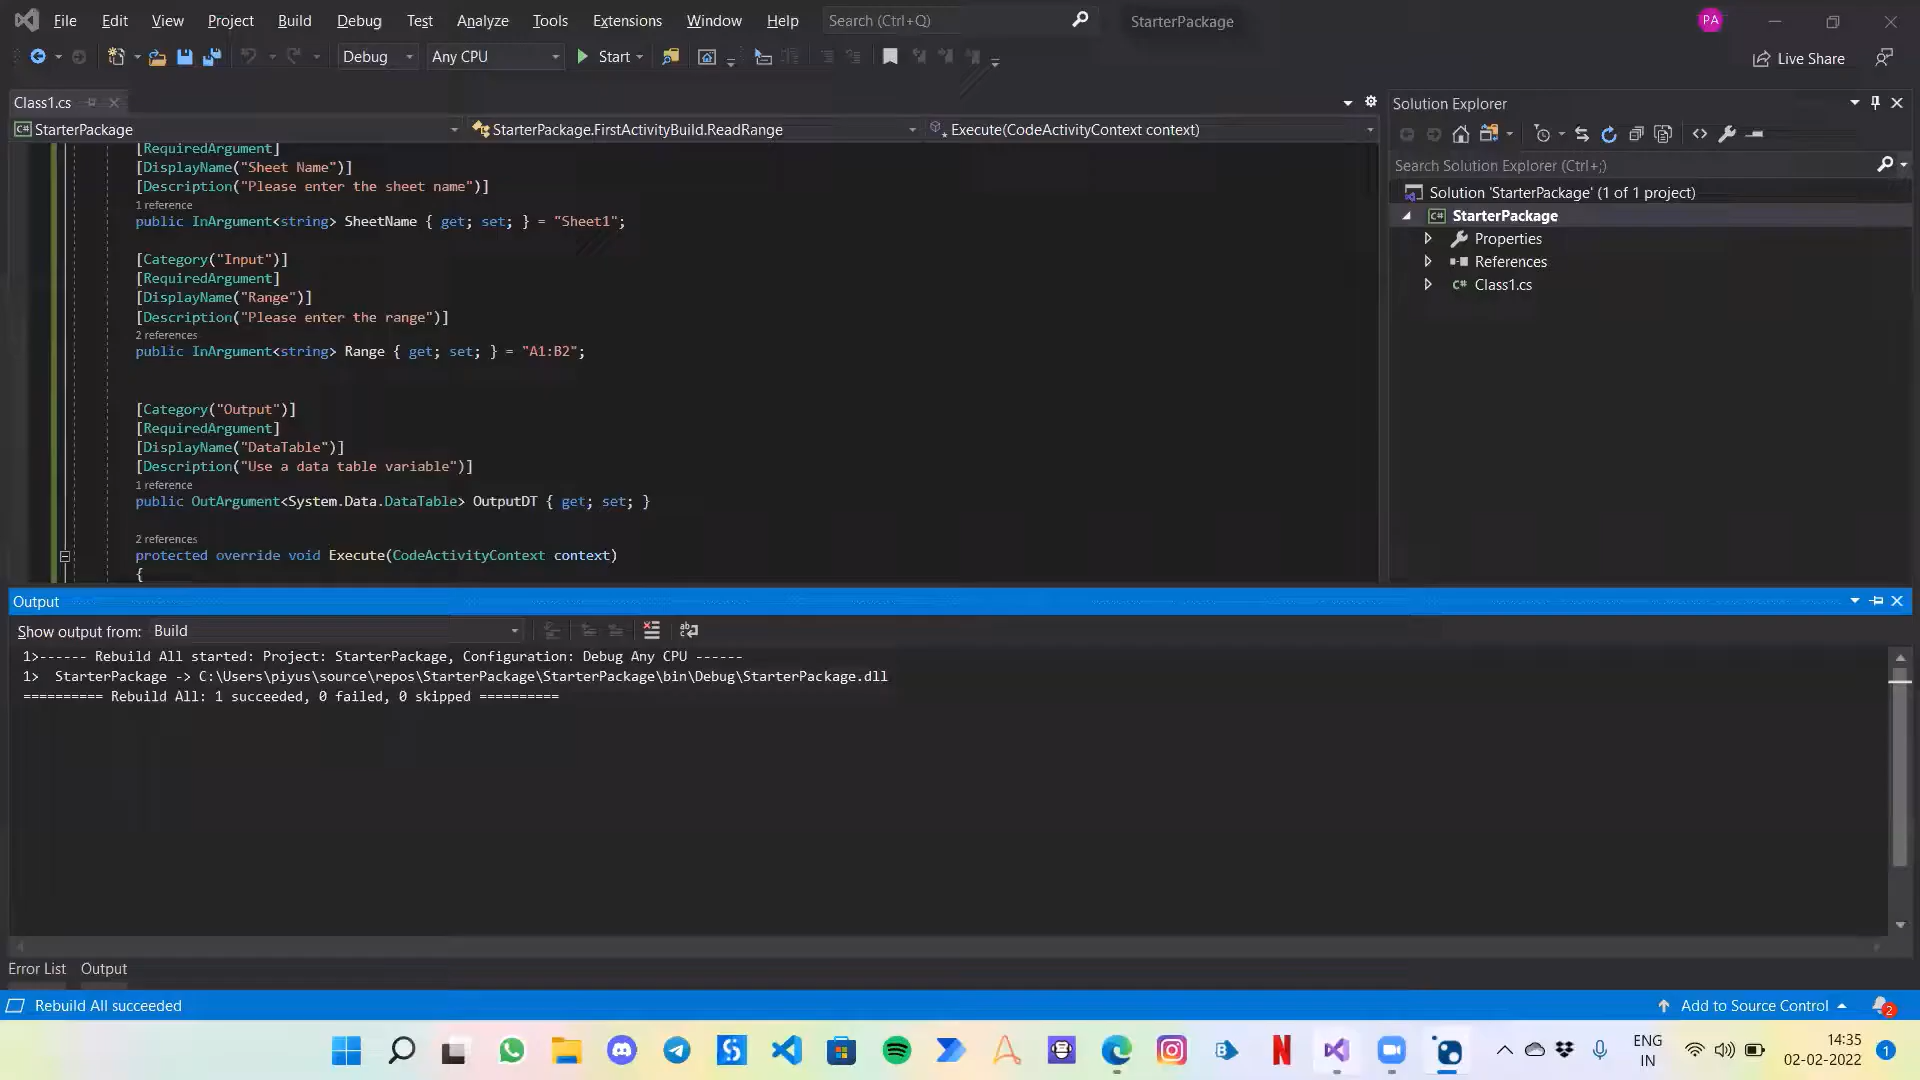 File Edit View Project Build Debug Test Analyze Tools Extensions Window Help Search (Ctrl+Q) StarterPackage PA
Debug Any CPU Start Live Share
Class1.cs
StarterPackage StarterPackage.FirstActivityBuild.ReadRange Execute(CodeActivityContext context)
[RequiredArgument]
[DisplayName("Sheet Name")]
[Description("Please enter the sheet name")]
1 reference
public InArgument<string> SheetName { get; set; } = "Sheet1";
[Category("Input")]
[RequiredArgument]
[DisplayName("Range")]
[Description("Please enter the range")]
2 references
public InArgument<string> Range { get; set; } = "A1:B2";
[Category("Output")]
[RequiredArgument]
[DisplayName("DataTable")]
[Description("Use a data table variable")]
1 reference
public OutArgument<System.Data.DataTable> OutputDT { get; set; }
2 references
protected override void Execute(CodeActivityContext context)
{
Solution Explorer
Search Solution Explorer (Ctrl+;)
Solution 'StarterPackage' (1 of 1 project)
C# StarterPackage
Properties
References
C# Class1.cs
Output
Show output from: Build
1>------ Rebuild All started: Project: StarterPackage, Configuration: Debug Any CPU ------
1>  StarterPackage -> C:\Users\piyus\source\repos\StarterPackage\StarterPackage\bin\Debug\StarterPackage.dll
========== Rebuild All: 1 succeeded, 0 failed, 0 skipped ==========
Error List Output
Rebuild All succeeded Add to Source Control 2
ENG
IN
14:35
02-02-2022
1